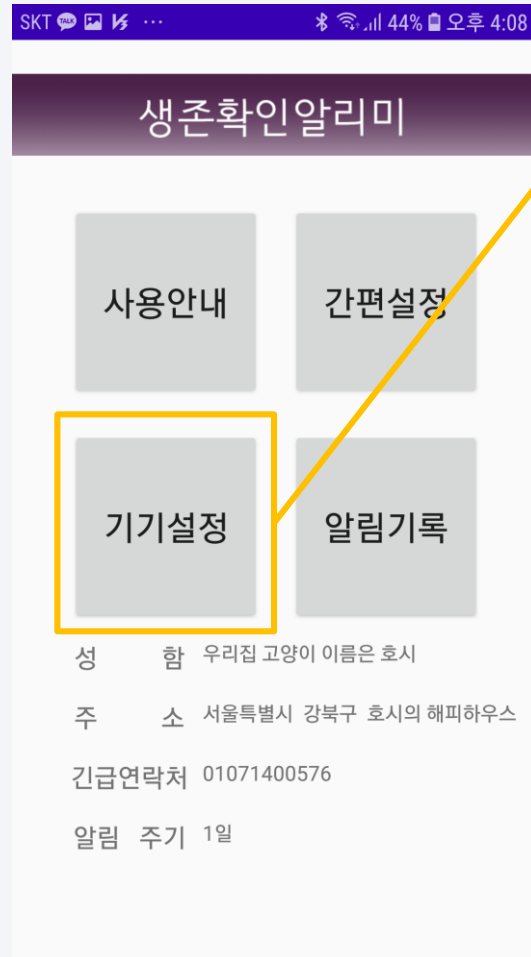 SKT TALK ... 44% 오후 4:08
생존확인알리미
사용안내 간편설정
기기설정 알림기록
성 함 우리집 고양이 이름은 호시
주 소 서울특별시 강북구 호시의 해피하우스
긴급연락처 01071400576
알림 주기 1일